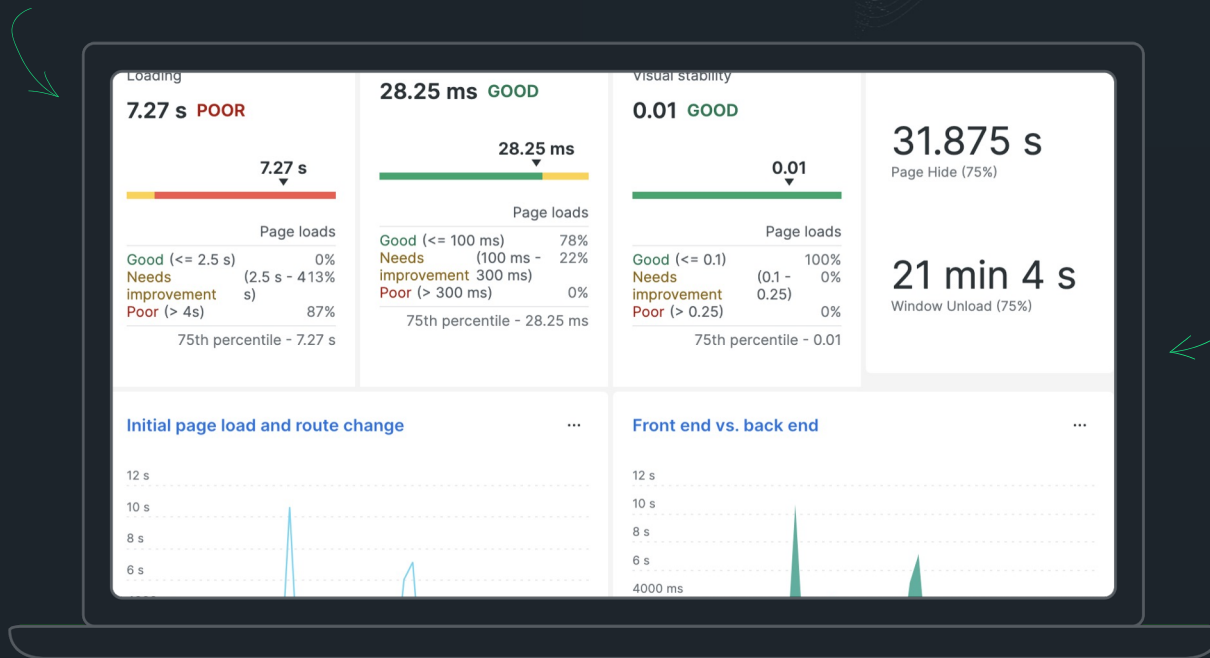 Loading
7.27 s POOR
7.27 s
Page loads
Good (<= 2.5 s) 0%
Needs improvement (2.5 s - 4 s) 13%
Poor (> 4s) 87%
75th percentile - 7.27 s
28.25 ms GOOD
28.25 ms
Page loads
Good (<= 100 ms) 78%
Needs improvement (100 ms - 300 ms) 22%
Poor (> 300 ms) 0%
75th percentile - 28.25 ms
Visual stability
0.01 GOOD
0.01
Page loads
Good (<= 0.1) 100%
Needs improvement (0.1 - 0.25) 0%
Poor (> 0.25) 0%
75th percentile - 0.01
31.875 s
Page Hide (75%)
21 min 4 s
Window Unload (75%)
Initial page load and route change ...
12 s
10 s
8 s
6 s
Front end vs. back end ...
12 s
10 s
8 s
6 s
4000 ms